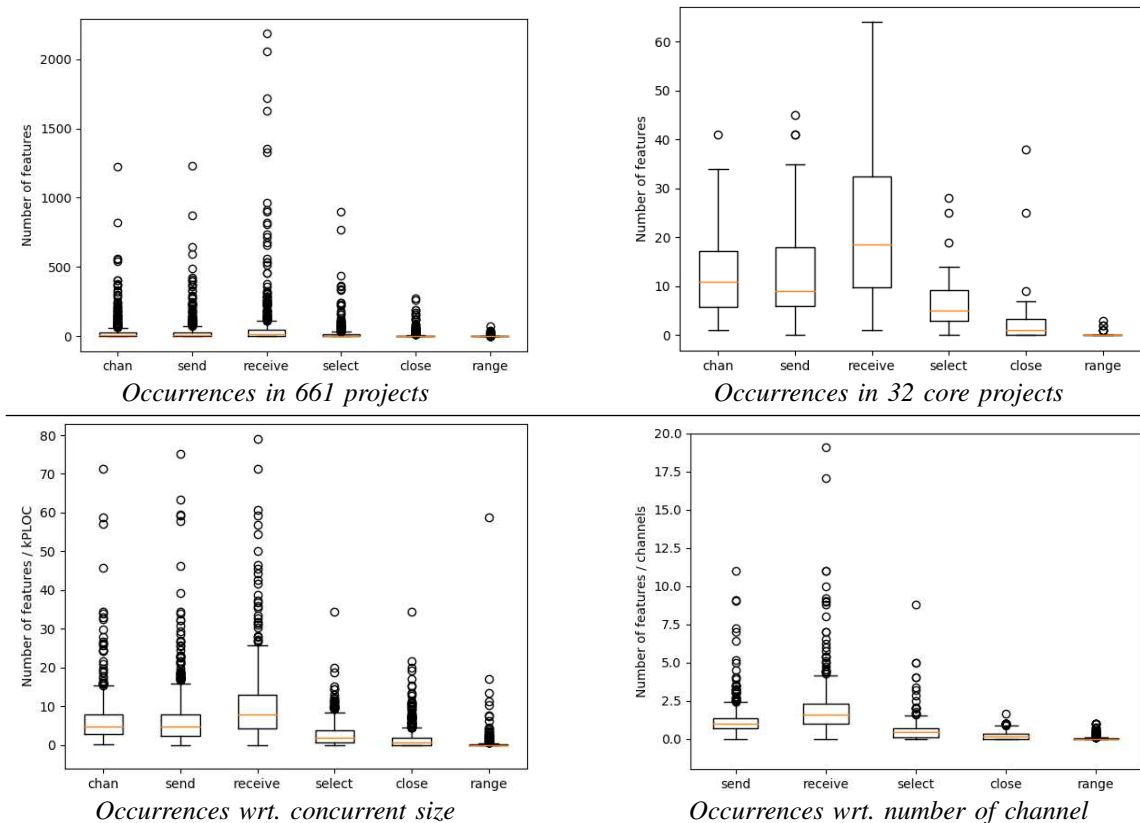 Number of features
2000
1500
1000
500
0
chan send receive select close range
Occurrences in 661 projects
Number of features
60
50
40
30
20
10
0
chan send receive select close range
Occurrences in 32 core projects
Number of features / kPLOC
80
70
60
50
40
30
20
10
0
chan send receive select close range
Occurrences wrt. concurrent size
Number of features / channels
20.0
17.5
15.0
12.5
10.0
7.5
5.0
2.5
0.0
send receive select close range
Occurrences wrt. number of channel